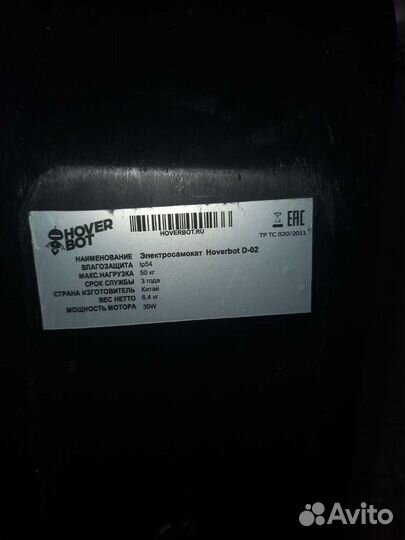 HOVER
BOT
HOVERBOT.RU
EAC
ТР ТС 020/2011
НАИМЕНОВАНИЕ Электросамокат Hoverbot D-02
ВЛАГОЗАЩИТА Ip54
МАКС.НАГРУЗКА 50 кг
СРОК СЛУЖБЫ 3 года
СТРАНА ИЗГОТОВИТЕЛЬ Китай
ВЕС НЕТТО 6,4 кг
МОЩНОСТЬ МОТОРА 30W
Avito